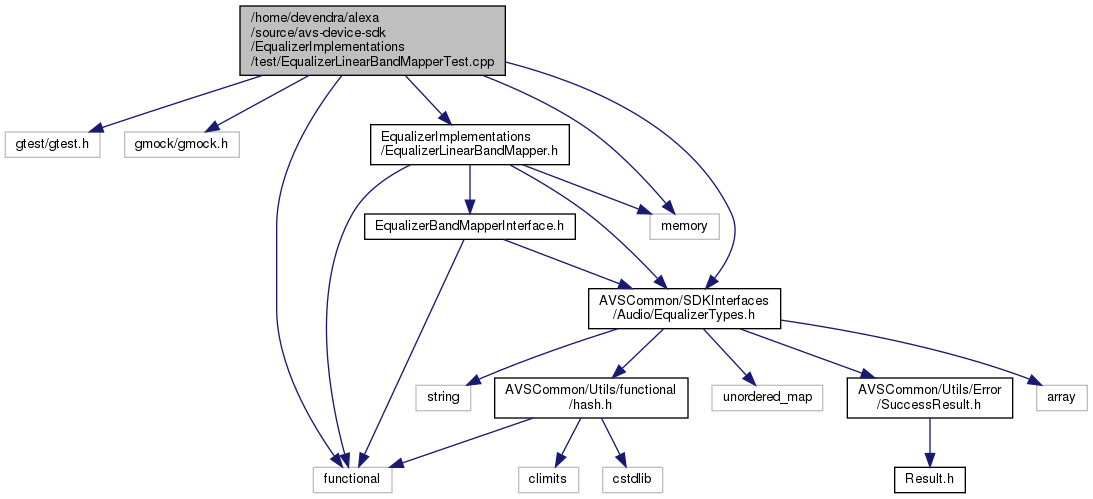 /home/devendra/alexa
/source/avs-device-sdk
/EqualizerImplementations
/test/EqualizerLinearBandMapperTest.cpp
gtest/gtest.h
gmock/gmock.h
EqualizerImplementations
/EqualizerLinearBandMapper.h
EqualizerBandMapperInterface.h
memory
AVSCommon/SDKInterfaces
/Audio/EqualizerTypes.h
string
AVSCommon/Utils/functional
/hash.h
unordered_map
AVSCommon/Utils/Error
/SuccessResult.h
array
functional
climits
cstdlib
Result.h